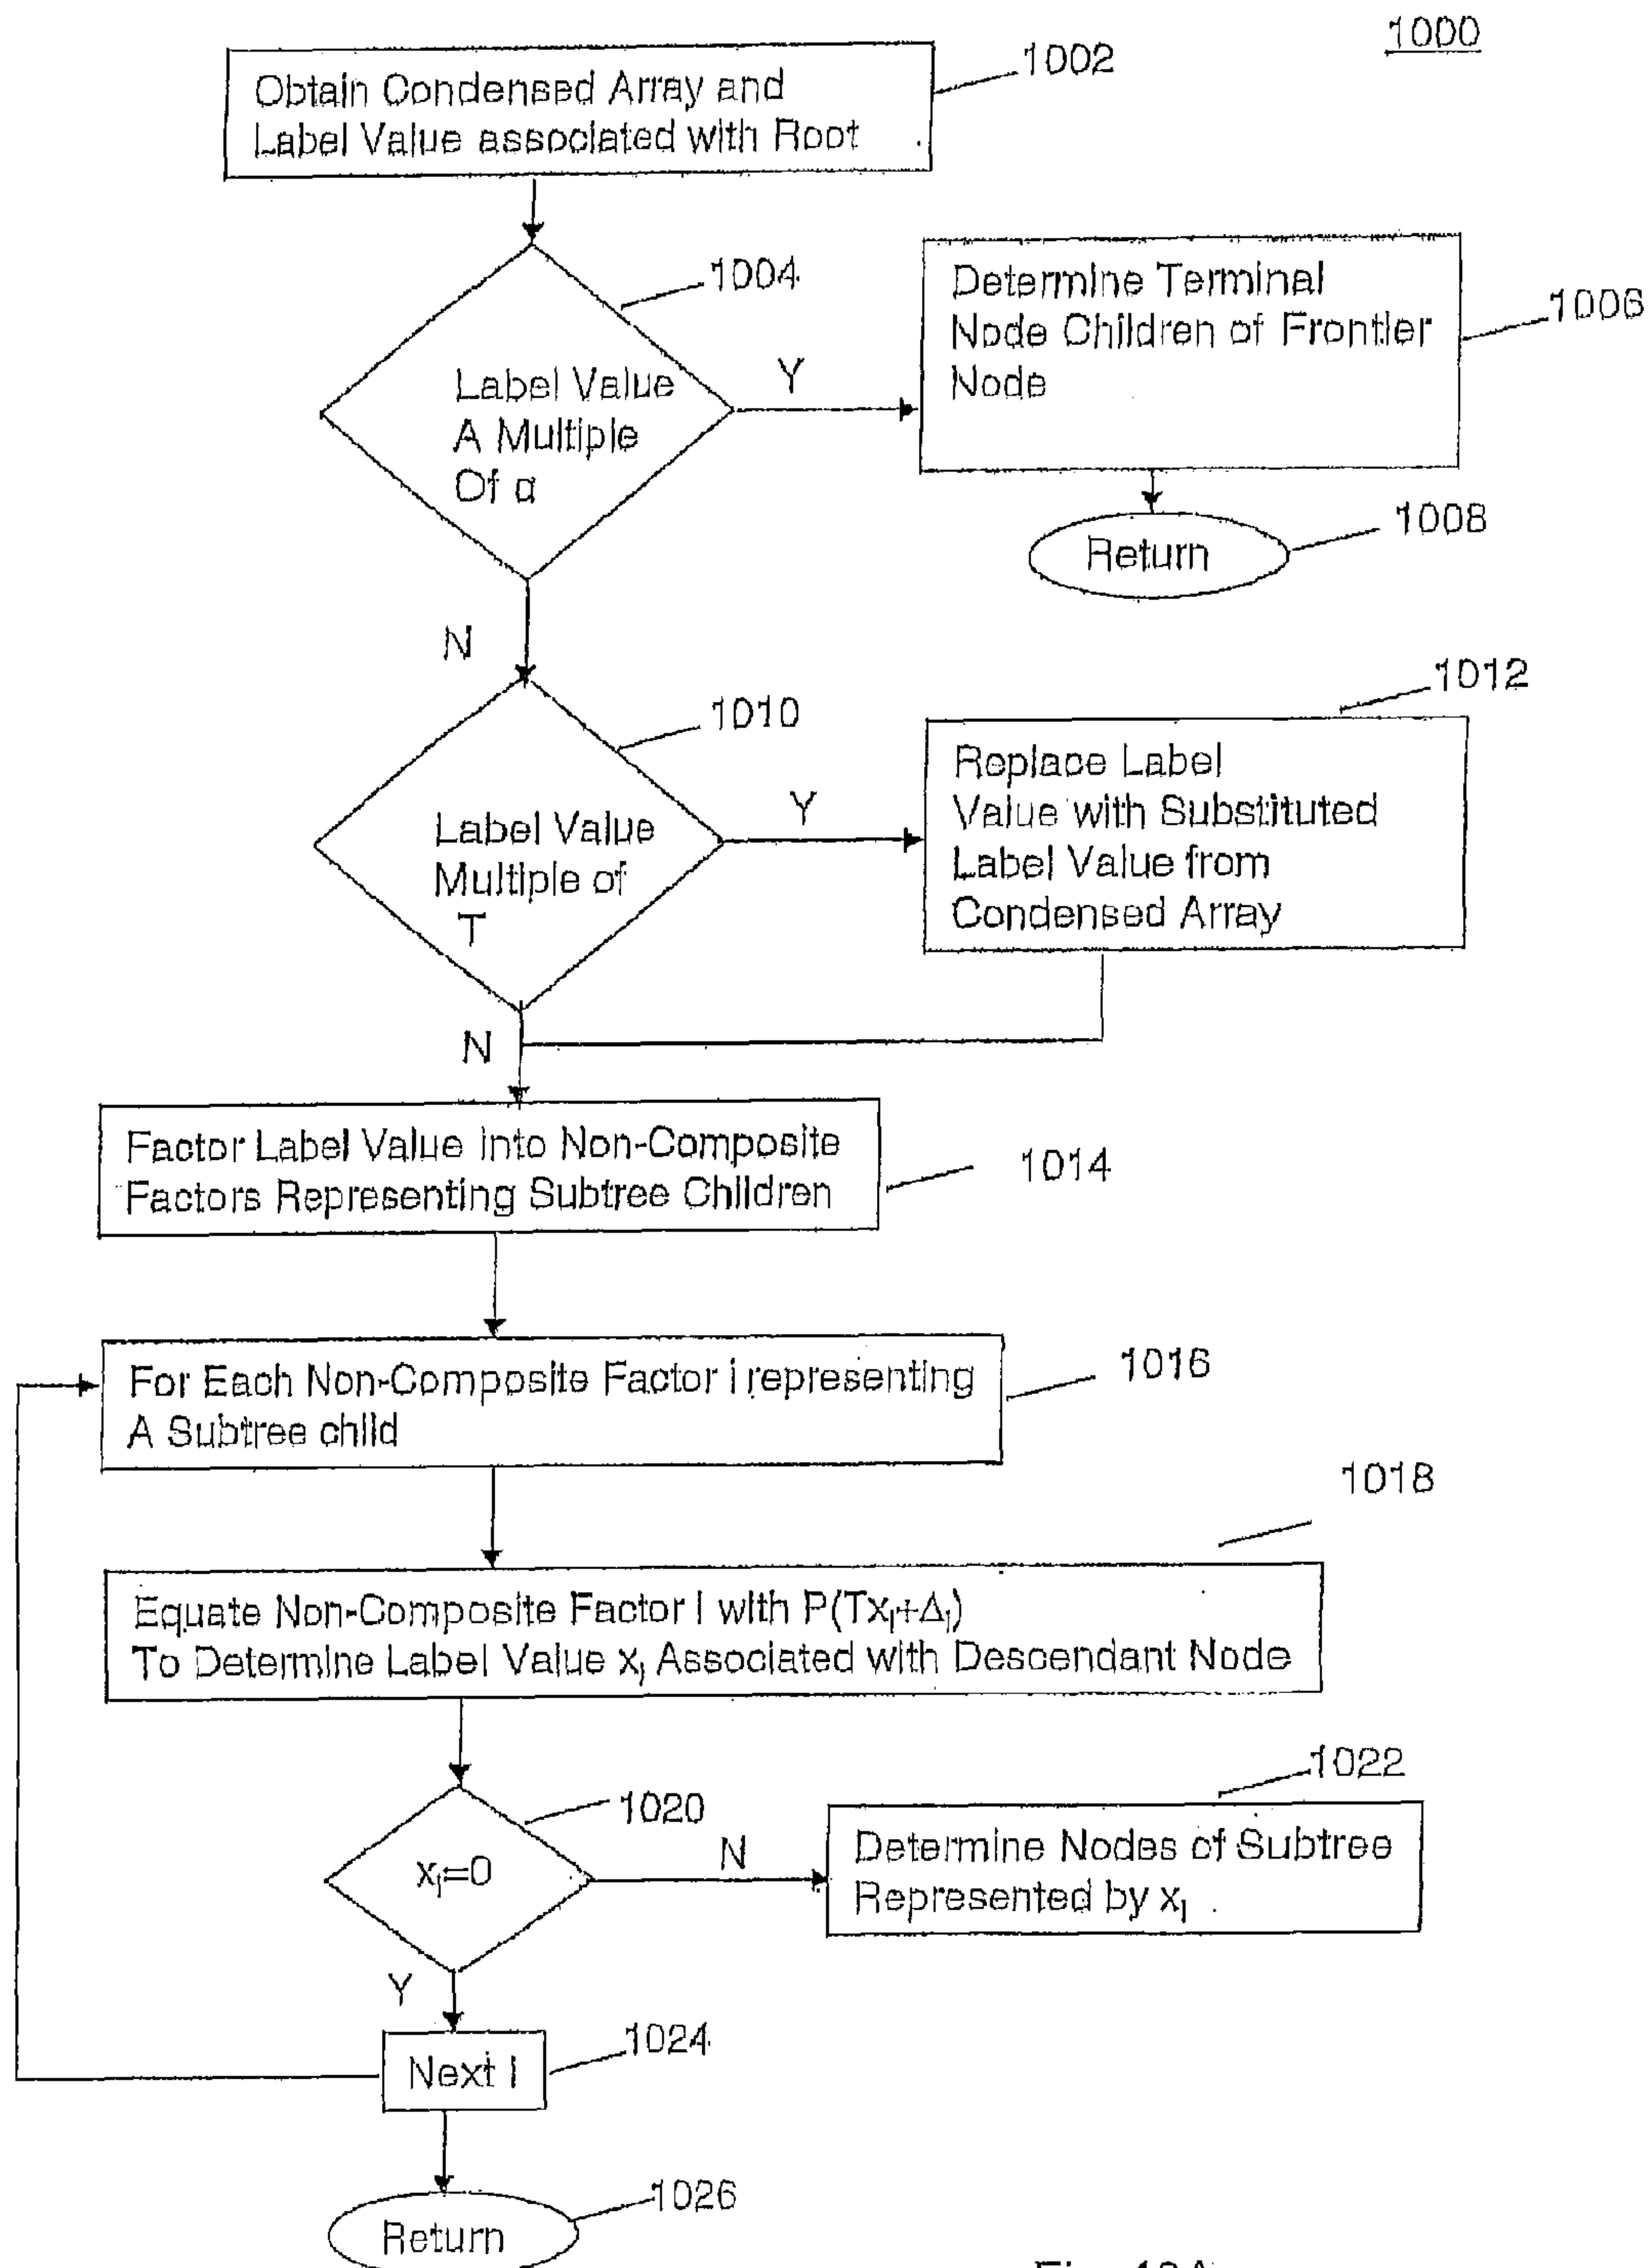 1000
Obtain Condensed Array and
Label Value associated with Root
1002
1004
Label Value
A Multiple
Of α
Y
Determine Terminal
Node Children of Frontier
Node
1006
Return
1008
N
1010
Label Value
Multiple of
T
Y
1012
Replace Label
Value with Substituted
Label Value from
Condensed Array
N
Factor Label Value into Non-Composite
Factors Representing Subtree Children
1014
For Each Non-Composite Factor i representing
A Subtree child
1016
1018
Equate Non-Composite Factor I with P(Txᵢ+Δᵢ)
To Determine Label Value xᵢ Associated with Descendant Node
1020
xᵢ=0
N
1022
Determine Nodes of Subtree
Represented by xᵢ
Y
Next I
1024
Return
1026